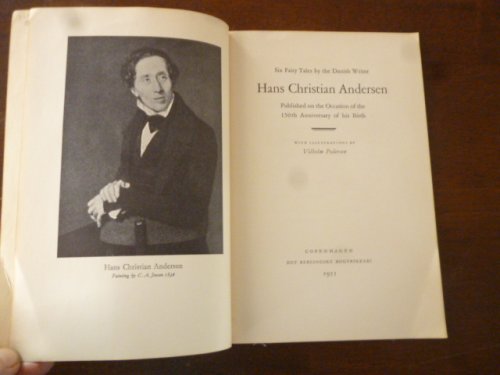 Hans Christian Andersen
Painting by C. A. Jensen 1836
Six Fairy Tales by the Danish Writer
Hans Christian Andersen
Published on the Occasion of the
150th Anniversary of his Birth
WITH ILLUSTRATIONS BY
Vilhelm Pedersen
COPENHAGEN
DET BERLINGSKE BOGTRYKKERI
1955